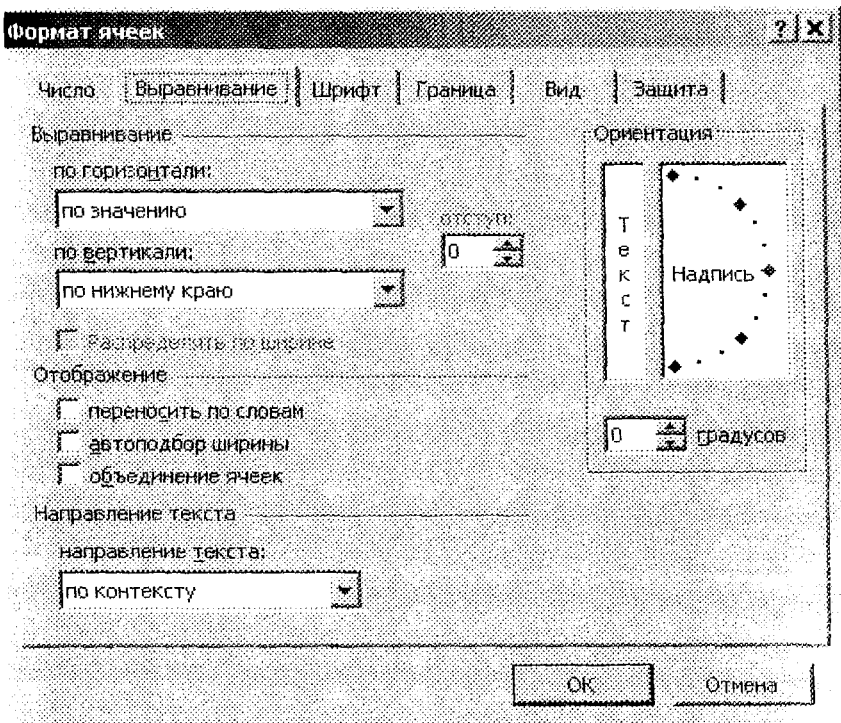 Формат ячеек
? X
Число Выравнивание Шрифт Граница Вид Защита
Выравнивание
по горизонтали:
по значению
отступ:
0
по вертикали:
по нижнему краю
Распределять по ширине
Отображение
переносить по словам
автоподбор ширины
объединение ячеек
Направление текста
направление текста:
по контексту
Ориентация
Текст
Надпись
0 градусов
ОК Отмена